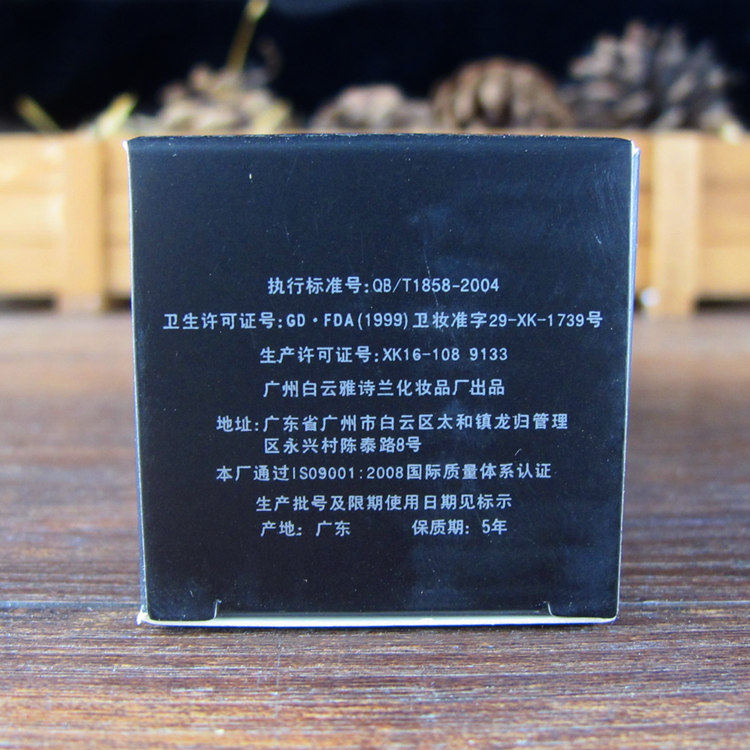 执行标准号:QB/T1858-2004
卫生许可证号:GD·FDA(1999)卫妆准字29-XK-1739号
生产许可证号:XK16-108 9133
广州白云雅诗兰化妆品厂出品
地址:广东省广州市白云区太和镇龙归管理
区永兴村陈泰路8号
本厂通过ISO9001:2008国际质量体系认证
生产批号及限期使用日期见标示
产地:广东 保质期:5年